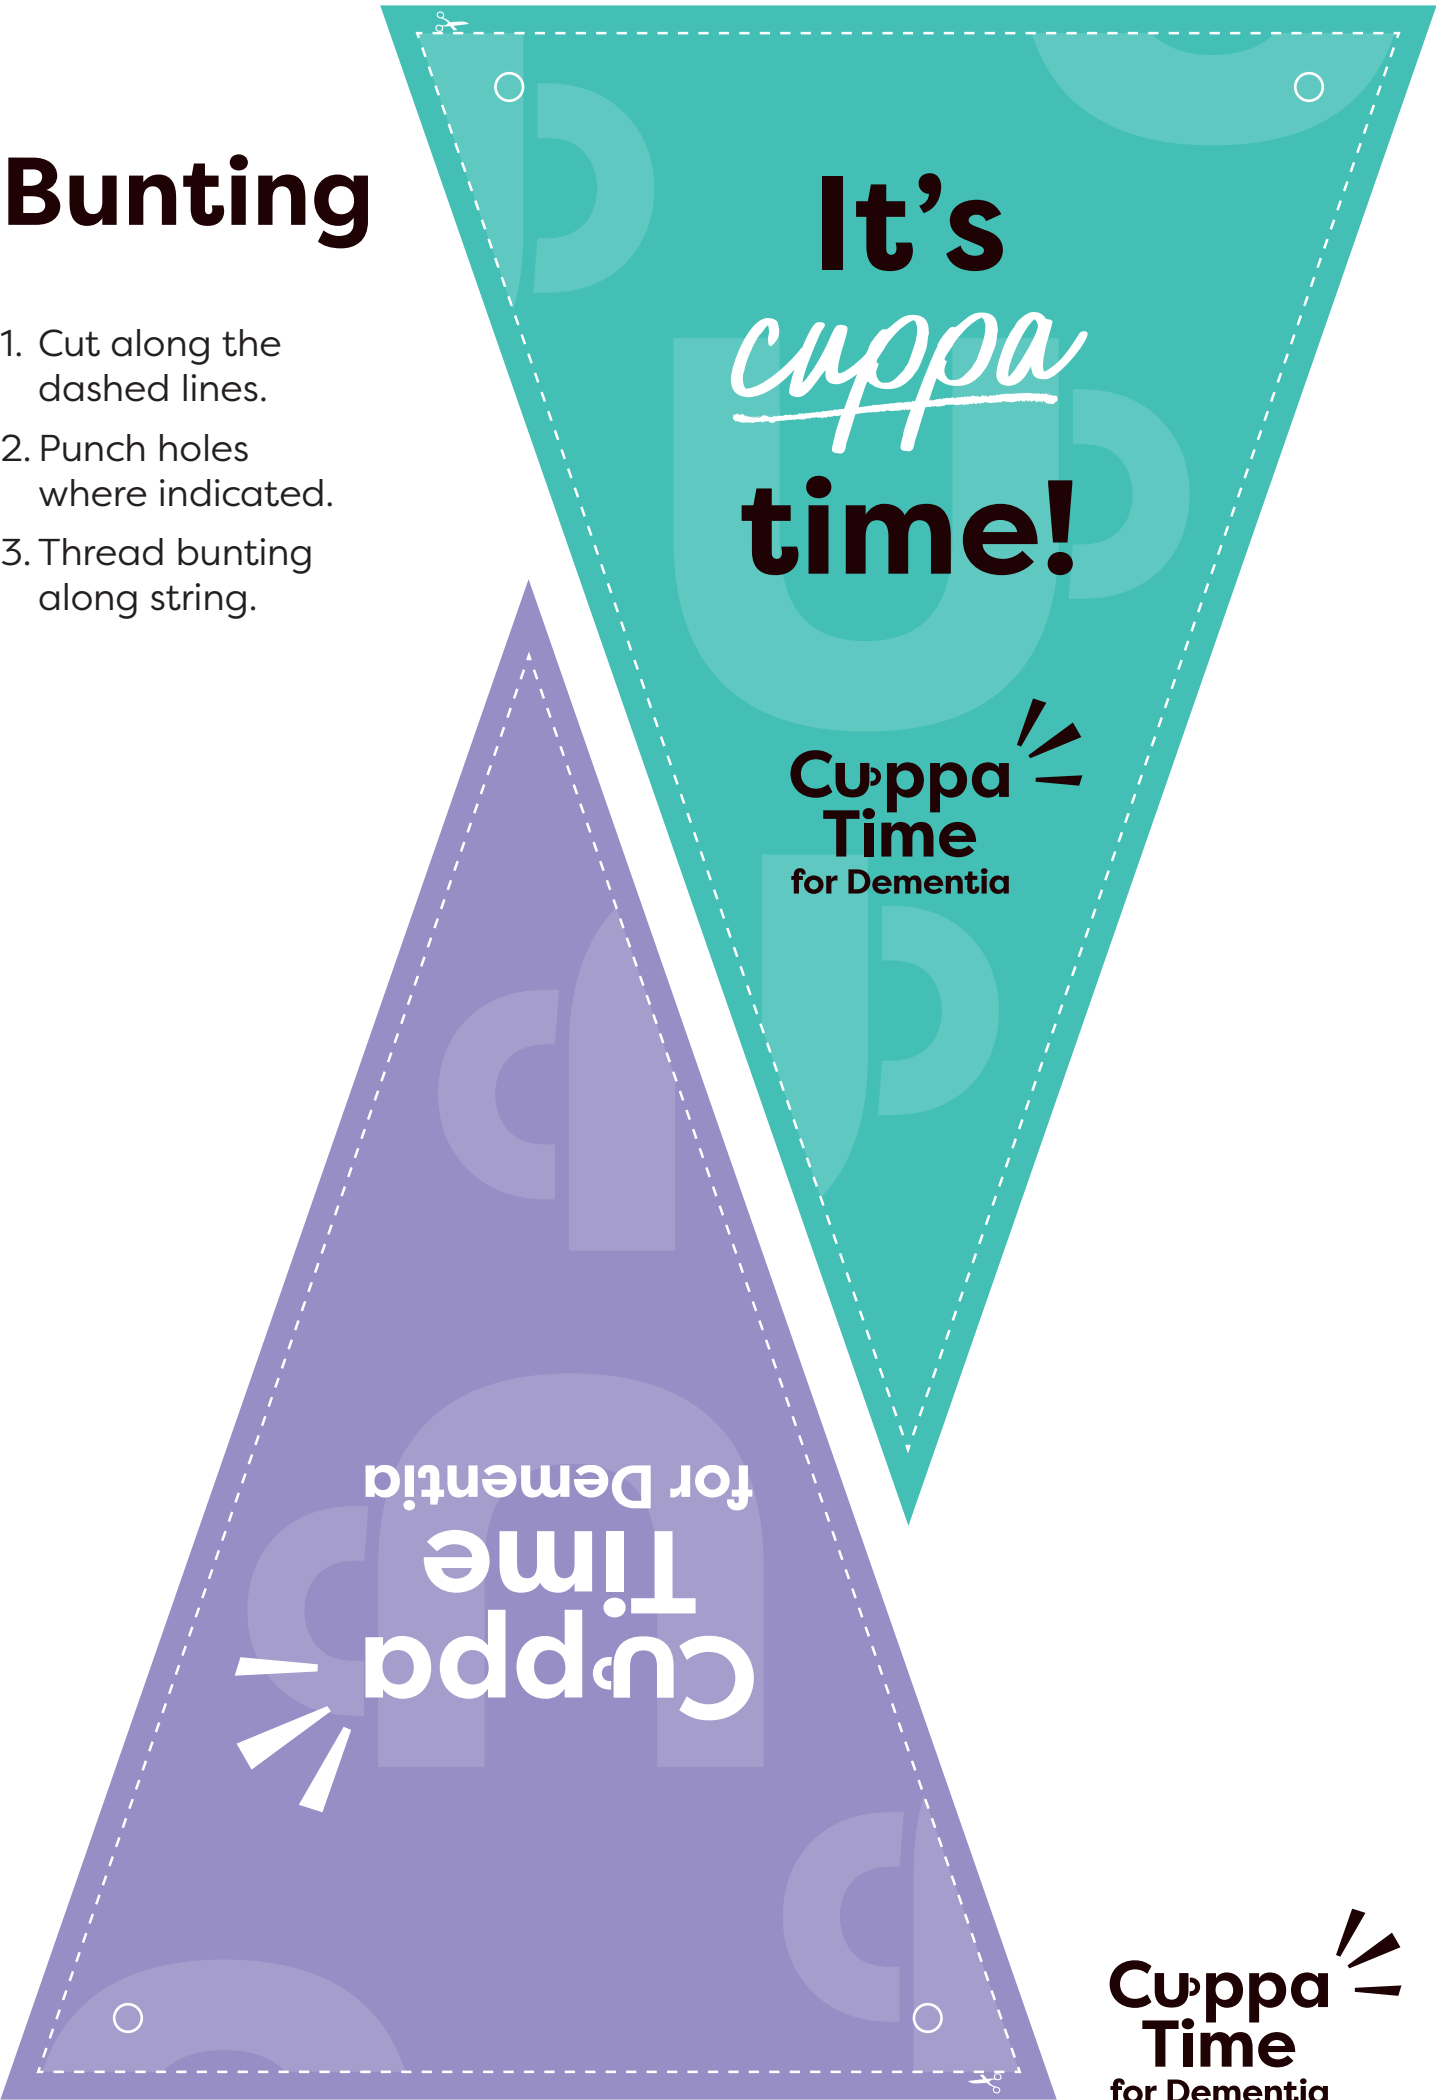 Bunting
1. Cut along the
dashed lines.
2. Punch holes
where indicated.
3. Thread bunting
along string.
It's
cuppa
time!
Cuppa
Time
for Dementia
Cuppa
Time
for Dementia
Cuppa
Time
for Dementia